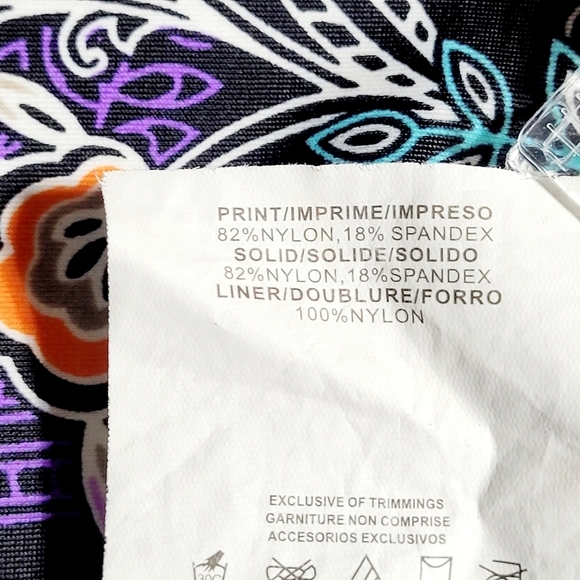 PRINT/IMPRIME/IMPRESO
82%NYLON,18% SPANDEX
SOLID/SOLIDE/SOLIDO
82%NYLON,18%SPANDEX
LINER/DOUBLURE/FORRO
100%NYLON
EXCLUSIVE OF TRIMMINGS
GARNITURE NON COMPRISE
ACCESORIOS EXCLUSIVOS
30C